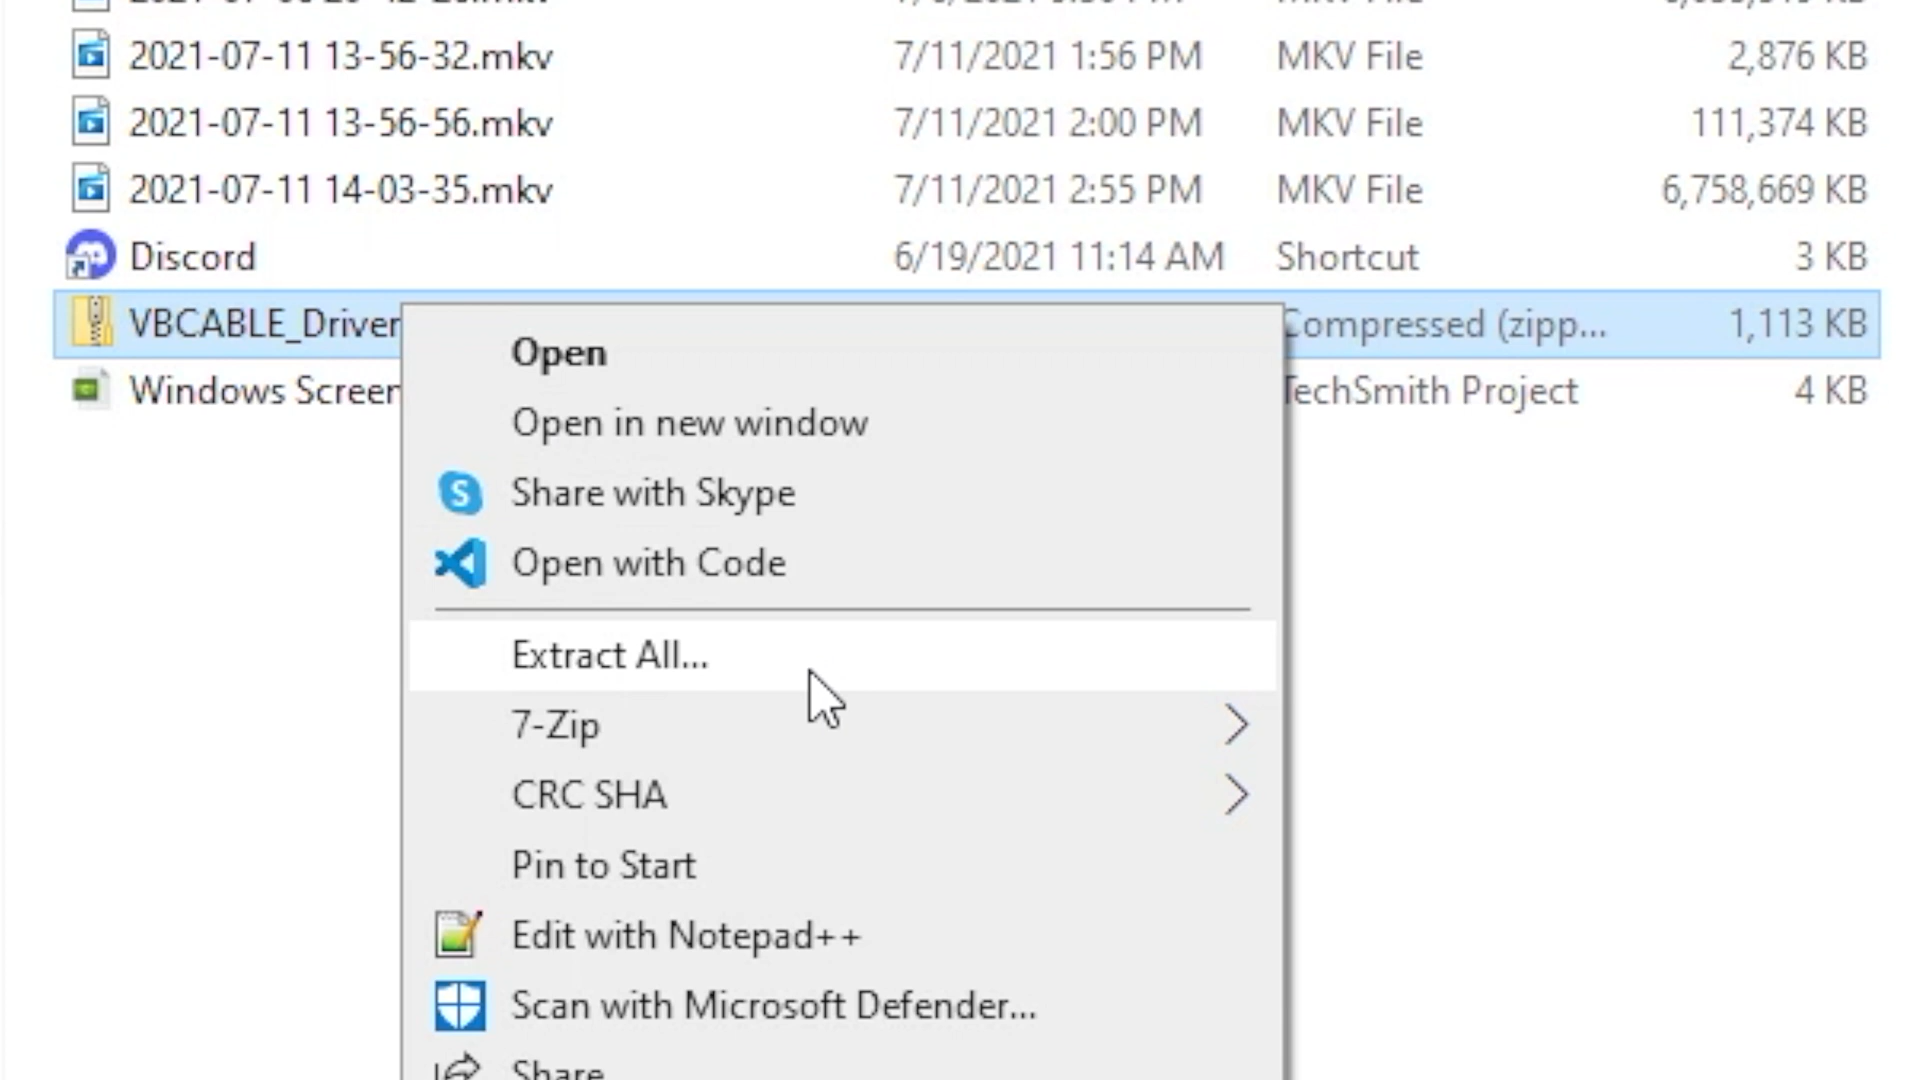 2021-07-11 13-56-32.mkv 7/11/2021 1:56 PM MKV File 2,876 KB
2021-07-11 13-56-56.mkv 7/11/2021 2:00 PM MKV File 111,374 KB
2021-07-11 14-03-35.mkv 7/11/2021 2:55 PM MKV File 6,758,669 KB
Discord 6/19/2021 11:14 AM Shortcut 3 KB
VBCABLE_Driver Compressed (zipp... 1,113 KB
Windows Screen TechSmith Project 4 KB
Open
Open in new window
Share with Skype
Open with Code
Extract All...
7-Zip
CRC SHA
Pin to Start
Edit with Notepad++
Scan with Microsoft Defender...
Share